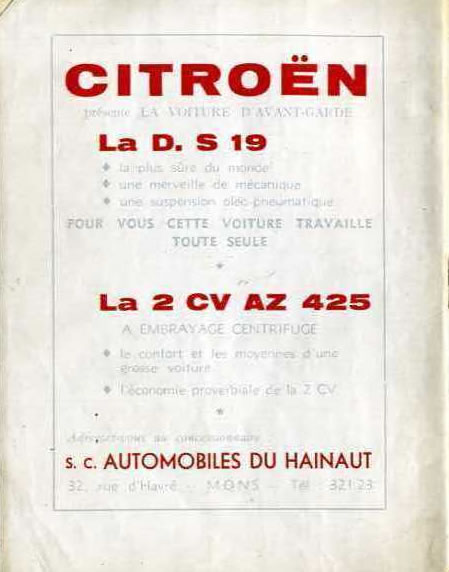 CITROËN
présente LA VOITURE D'AVANT-GARDE
La D. S 19
♦ la plus sûre du monde
♦ une merveille de mécanique
♦ une suspension oléo-pneumatique
POUR VOUS CETTE VOITURE TRAVAILLE
TOUTE SEULE
*
La 2 CV AZ 425
A EMBRAYAGE CENTRIFUGE
♦ le confort et les moyennes d'une
grosse voiture
♦ l'économie proverbiale de la 2 CV
*
Adressez-vous au concessionnaire :
S. C. AUTOMOBILES DU HAINAUT
32, rue d'Havré - MONS - Tél : 321.23